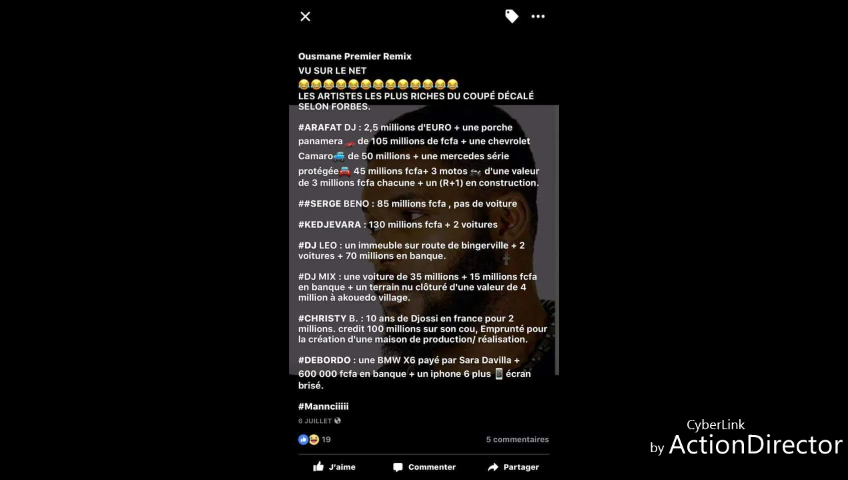 Ousmane Premier Remix
VU SUR LE NET
😂😂😂😂😂😂😂😂😂😂😂😂😂
LES ARTISTES LES PLUS RICHES DU COUPÉ DÉCALÉ
SELON FORBES.
#ARAFAT DJ : 2,5 millions d'EURO + une porche
panamera 🏎 de 105 millions de fcfa + une chevrolet
Camaro🚙 de 50 millions + une mercedes série
protégée🚘 45 millions fcfa+ 3 motos 🏍 d'une valeur
de 3 millions fcfa chacune + un (R+1) en construction.
##SERGE BENO : 85 millions fcfa , pas de voiture
#KEDJEVARA : 130 millions fcfa + 2 voitures
#DJ LEO : un immeuble sur route de bingerville + 2
voitures + 70 millions en banque.
#DJ MIX : une voiture de 35 millions + 15 millions fcfa
en banque + un terrain nu clôturé d'une valeur de 4
million à akouedo village.
#CHRISTY B. : 10 ans de Djossi en france pour 2
millions. credit 100 millions sur son cou, Emprunté pour
la création d'une maison de production/ réalisation.
#DEBORDO : une BMW X6 payé par Sara Davilla +
600 000 fcfa en banque + un iphone 6 plus 📱 écran
brisé.
#Mannciiiii
6 JUILLET
19
5 commentaires
J'aime
Commenter
Partager
CyberLink
by ActionDirector